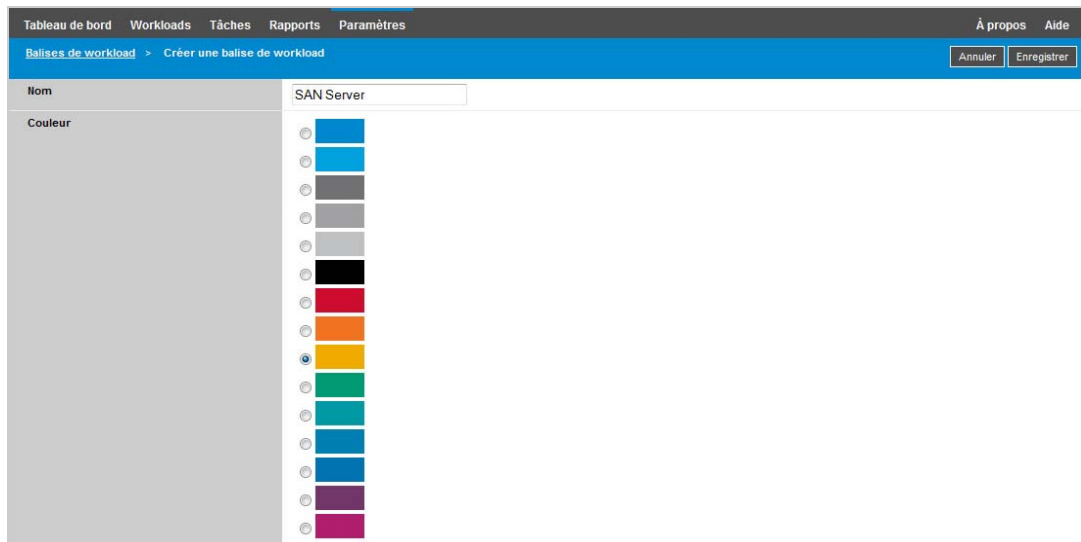 Tableau de bord Workloads Tâches Rapports Paramètres À propos Aide
Balises de workload > Créer une balise de workload Annuler Enregistrer
Nom SAN Server
Couleur